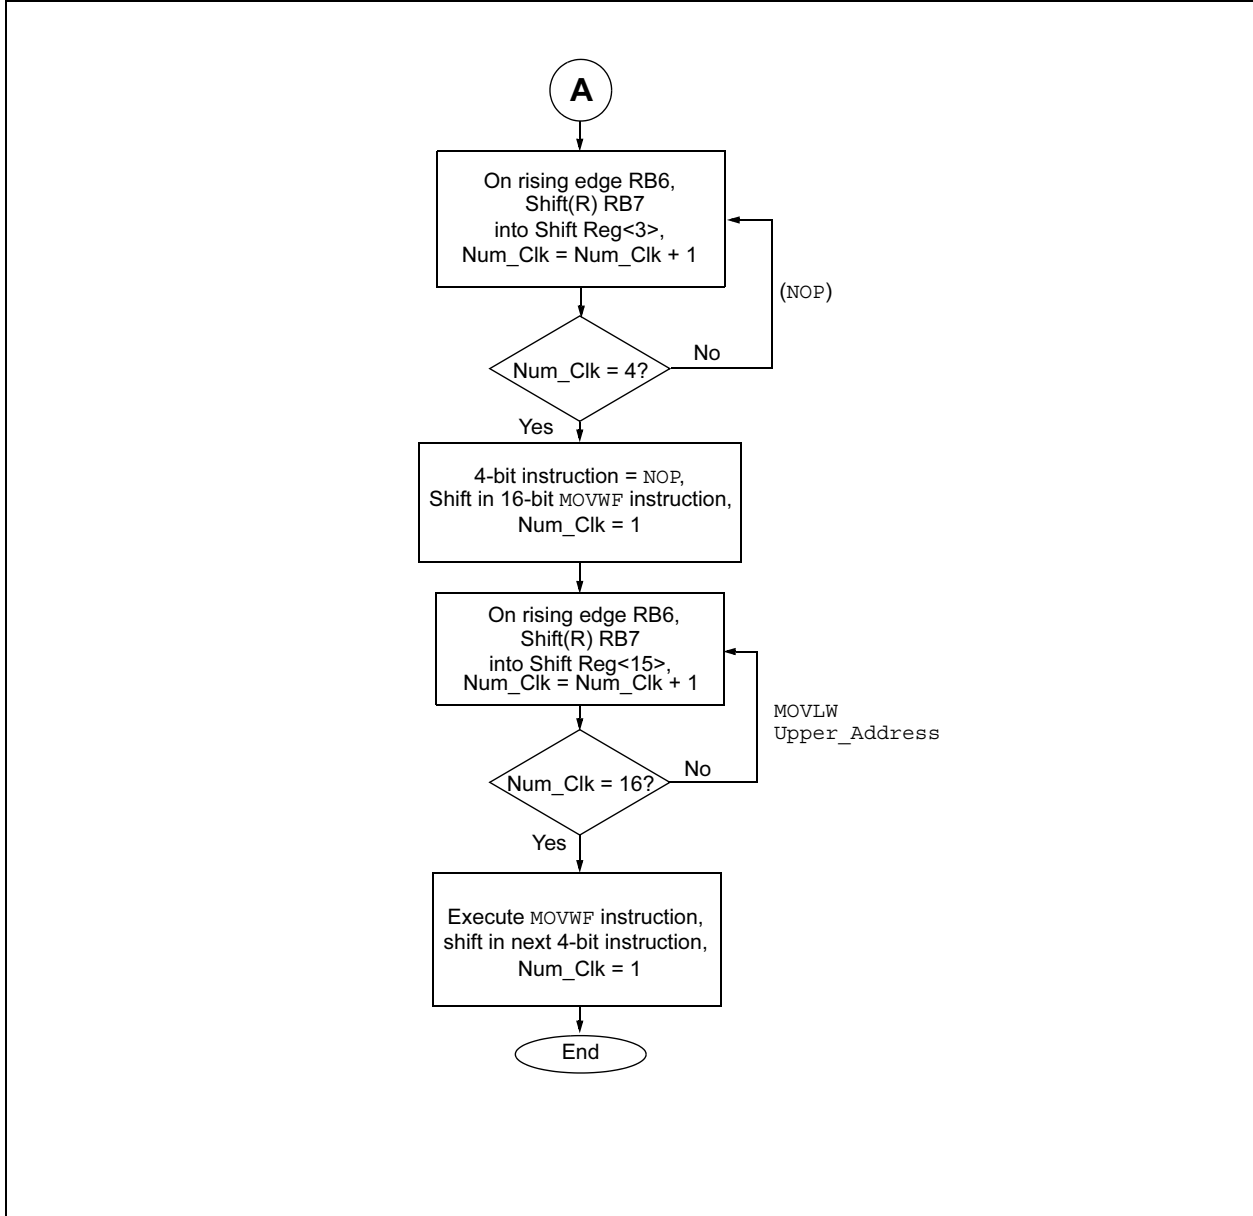 A
On rising edge RB6,
Shift(R) RB7
into Shift Reg<3>,
Num_Clk = Num_Clk + 1
(NOP)
Num_Clk = 4?
No
Yes
4-bit instruction = NOP,
Shift in 16-bit MOVWF instruction,
Num_Clk = 1
On rising edge RB6,
Shift(R) RB7
into Shift Reg<15>,
Num_Clk = Num_Clk + 1
MOVLW
Upper_Address
Num_Clk = 16?
No
Yes
Execute MOVWF instruction,
shift in next 4-bit instruction,
Num_Clk = 1
End